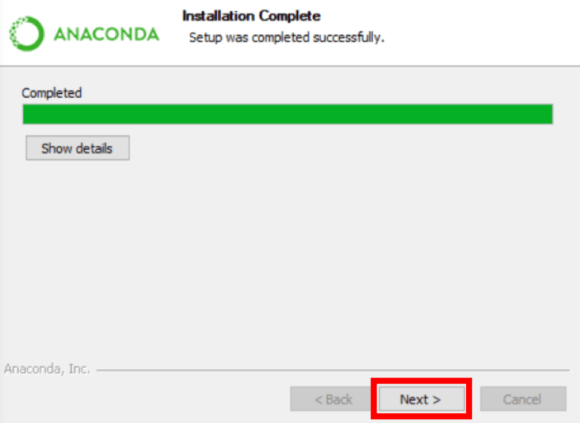 Installation Complete
ANACONDA
Setup was completed successfully.
Completed
Show details
Anaconda, Inc.
< Back
Next >
Cancel